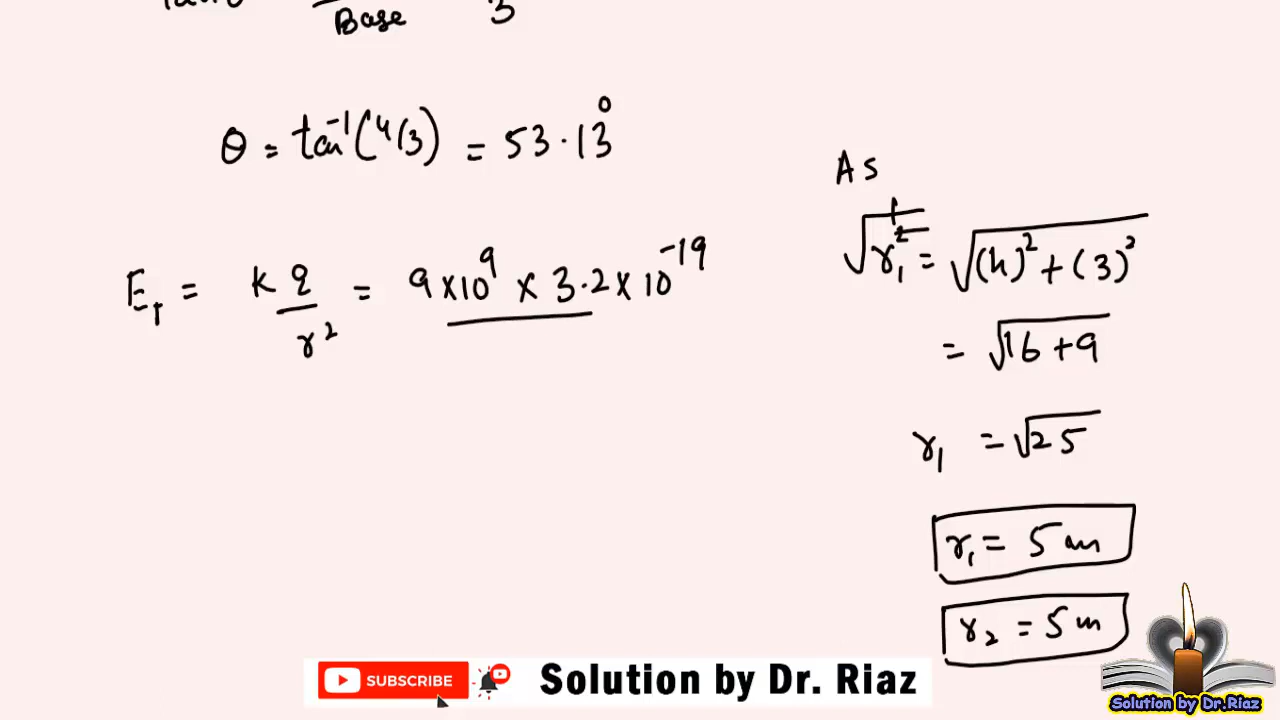 Base 3
θ = tan⁻¹(4/3) = 53.13⁰
As
√r₁² = √(4)² + (3)²
E₊ = kq/r² = 9×10⁹ × 3.2×10⁻¹⁹
= √16+9
r₁ = √25
r₁ = 5m
r₂ = 5m
SUBSCRIBE
Solution by Dr. Riaz
Solution by Dr.Riaz